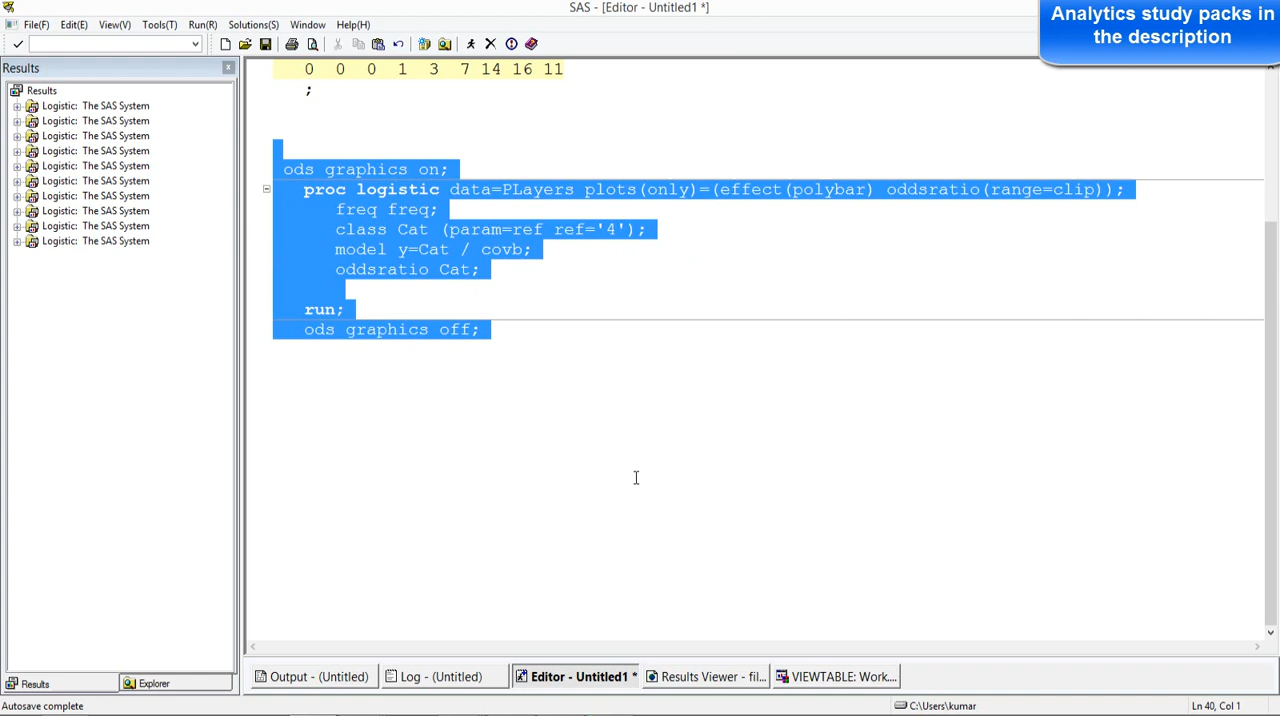 SAS - [Editor - Untitled1 *]
Analytics study packs in
the description
File(F) Edit(E) View(V) Tools(T) Run(R) Solutions(S) Window Help(H)
Results
Results
Logistic: The SAS System
Logistic: The SAS System
Logistic: The SAS System
Logistic: The SAS System
Logistic: The SAS System
Logistic: The SAS System
Logistic: The SAS System
Logistic: The SAS System
Logistic: The SAS System
Logistic: The SAS System
0 0 0 1 3 7 14 16 11
;
ods graphics on;
proc logistic data=PLayers plots(only)=(effect(polybar) oddsratio(range=clip));
freq freq;
class Cat (param=ref ref='4');
model y=Cat / covb;
oddsratio Cat;
run;
ods graphics off;
Results Explorer
Output - (Untitled) Log - (Untitled) Editor - Untitled1 * Results Viewer - fil... VIEWTABLE: Work....
Autosave complete C:\Users\kumar Ln 40, Col 1